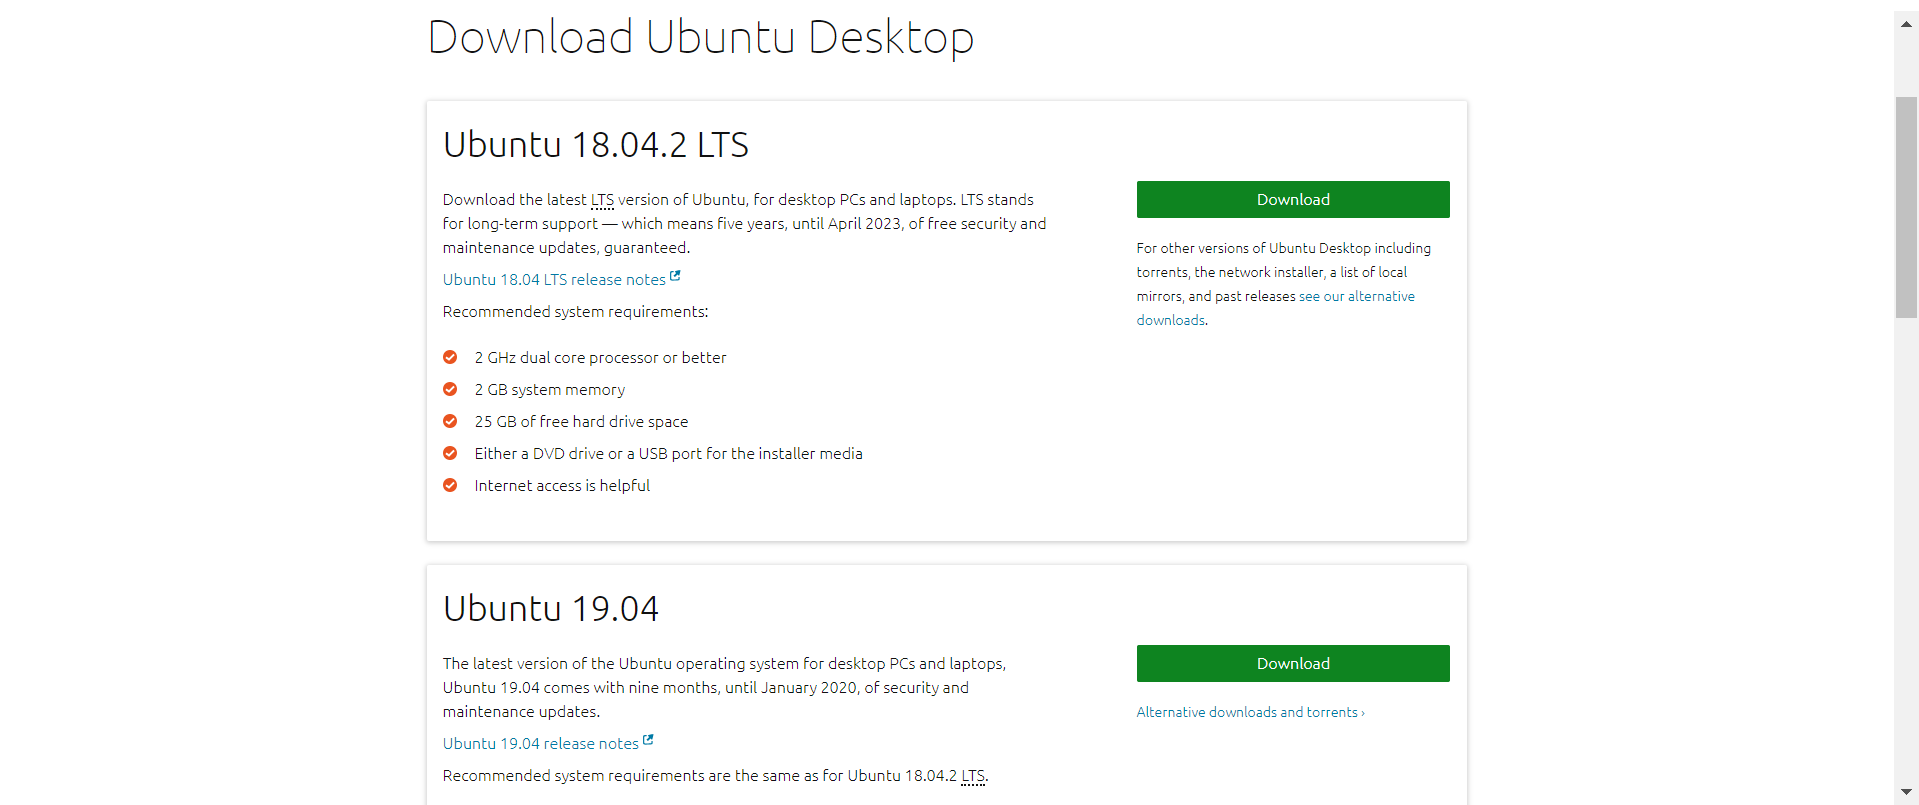 Download Ubuntu Desktop
Ubuntu 18.04.2 LTS
Download the latest LTS version of Ubuntu, for desktop PCs and laptops. LTS stands
for long-term support — which means five years, until April 2023, of free security and
maintenance updates, guaranteed.
Ubuntu 18.04 LTS release notes
Recommended system requirements:
2 GHz dual core processor or better
2 GB system memory
25 GB of free hard drive space
Either a DVD drive or a USB port for the installer media
Internet access is helpful
Download
For other versions of Ubuntu Desktop including
torrents, the network installer, a list of local
mirrors, and past releases see our alternative
downloads.
Ubuntu 19.04
The latest version of the Ubuntu operating system for desktop PCs and laptops,
Ubuntu 19.04 comes with nine months, until January 2020, of security and
maintenance updates.
Ubuntu 19.04 release notes
Recommended system requirements are the same as for Ubuntu 18.04.2 LTS.
Download
Alternative downloads and torrents ›